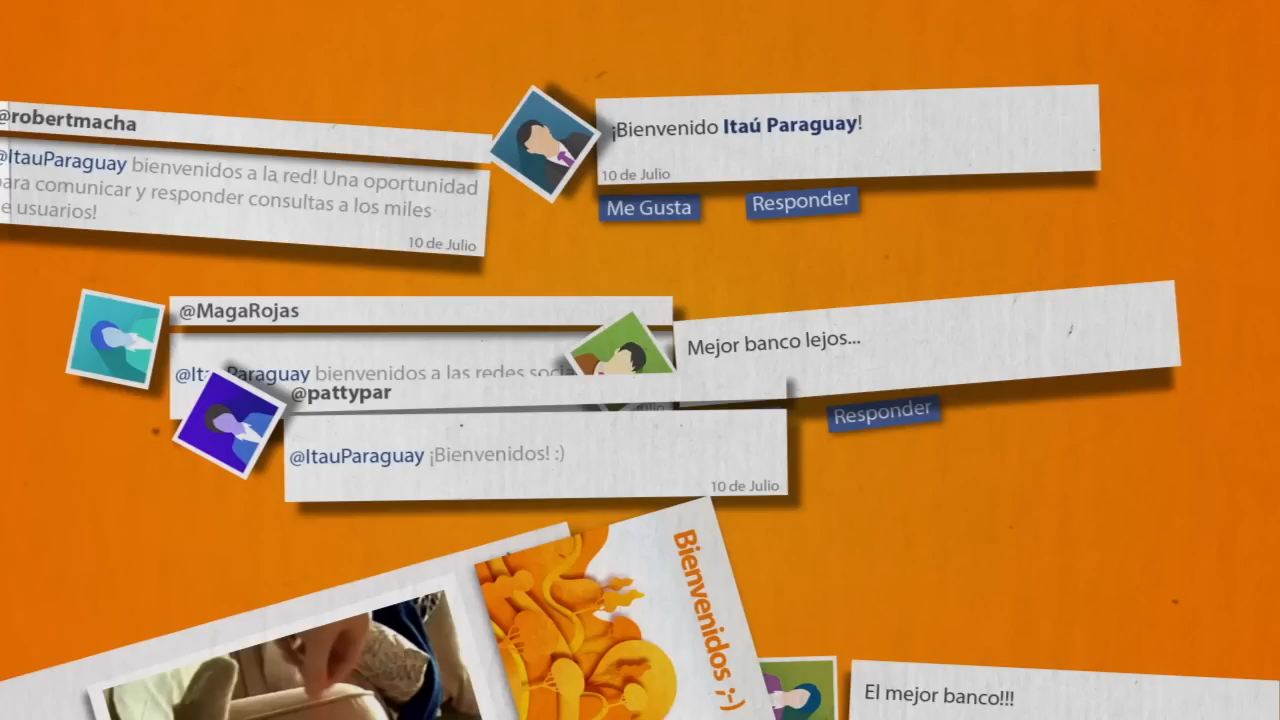 @robertmacha
@ItauParaguay bienvenidos a la red! Una oportunidad
para comunicar y responder consultas a los miles
e usuarios!
10 de Julio
¡Bienvenido Itaú Paraguay!
10 de Julio
Me Gusta
Responder
@MagaRojas
@ItauParaguay bienvenidos a las redes
Mejor banco lejos...
Responder
@pattypar
@ItauParaguay ¡Bienvenidos! :)
10 de Julio
Bienvenidos ;-)
El mejor banco!!!